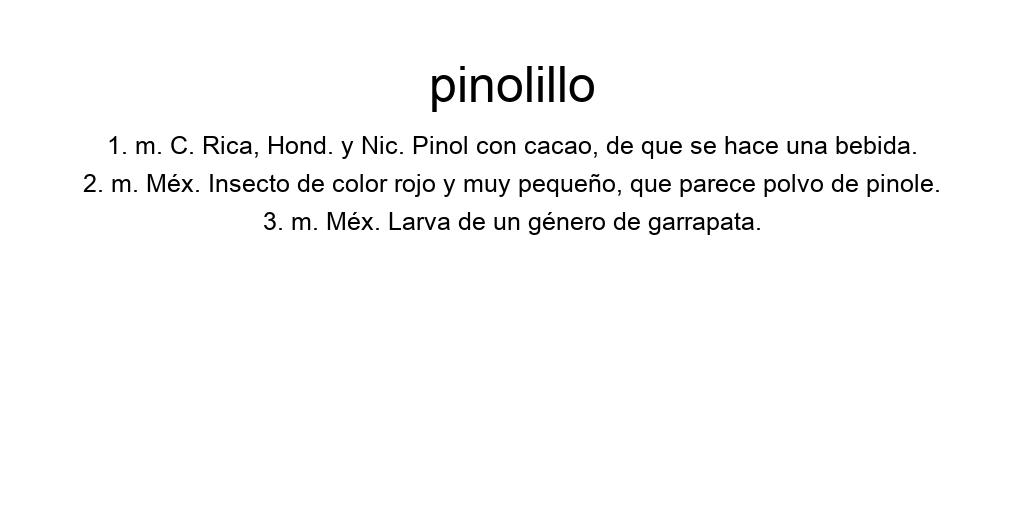 pinolillo
1. m. C. Rica, Hond. y Nic. Pinol con cacao, de que se hace una bebida.
2. m. Méx. Insecto de color rojo y muy pequeño, que parece polvo de pinole.
3. m. Méx. Larva de un género de garrapata.